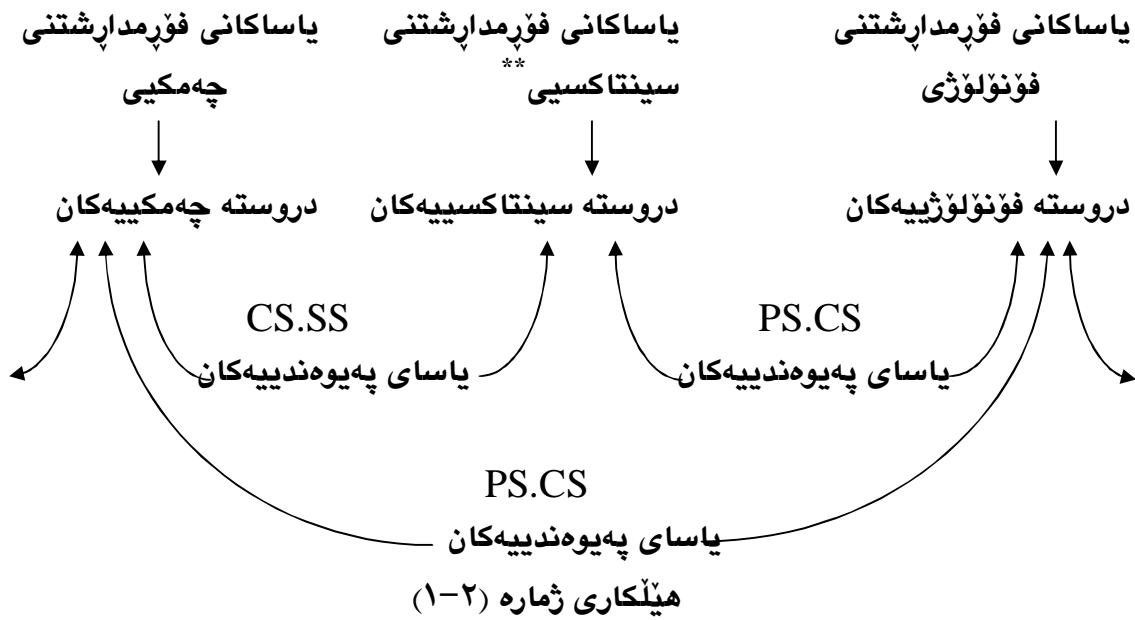 یاساکانی فۆڕمداڕشتنی یاساکانی فۆڕمداڕشتنی یاساکانی فۆڕمداڕشتنی
فۆنۆلۆژی سینتاکسیی** چەمکیی
دروستە فۆنۆلۆژییەکان دروستە سینتاکسییەکان دروستە چەمکییەکان
PS.CS CS.SS
یاسای پەیوەندییەکان یاسای پەیوەندییەکان
PS.CS
یاسای پەیوەندییەکان
هێڵکاری ژمارە (٢-١)